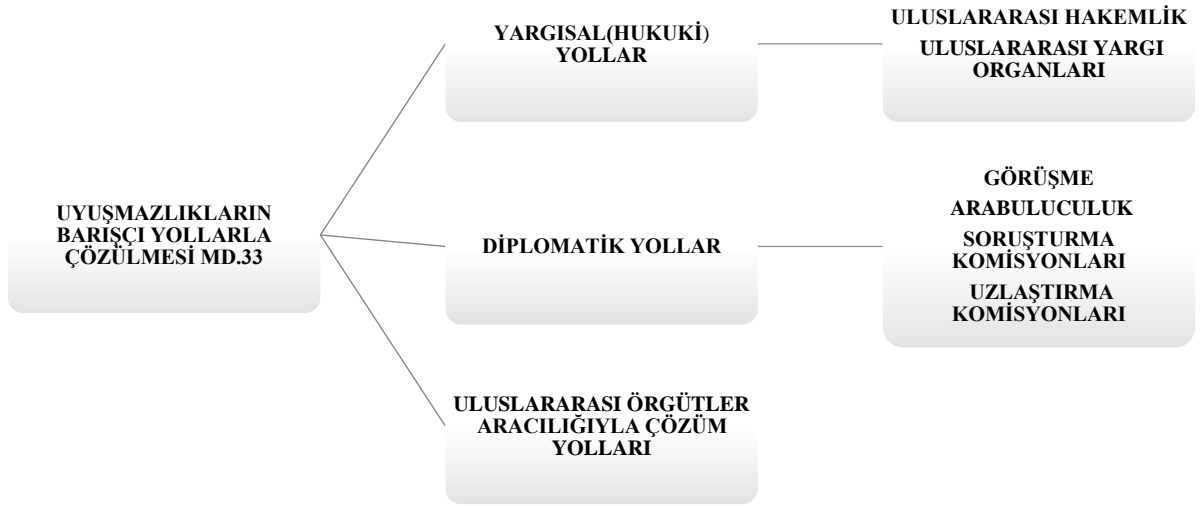 UYUŞMAZLIKLARIN
BARIŞÇI YOLLARLA
ÇÖZÜLMESİ MD.33
YARGISAL(HUKUKİ)
YOLLAR
ULUSLARARASI HAKEMLİK
ULUSLARARASI YARGI
ORGANLARI
DİPLOMATİK YOLLAR
GÖRÜŞME
ARABULUCULUK
SORUŞTURMA
KOMİSYONLARI
UZLAŞTIRMA
KOMİSYONLARI
ULUSLARARASI ÖRGÜTLER
ARACILIĞIYLA ÇÖZÜM
YOLLARI